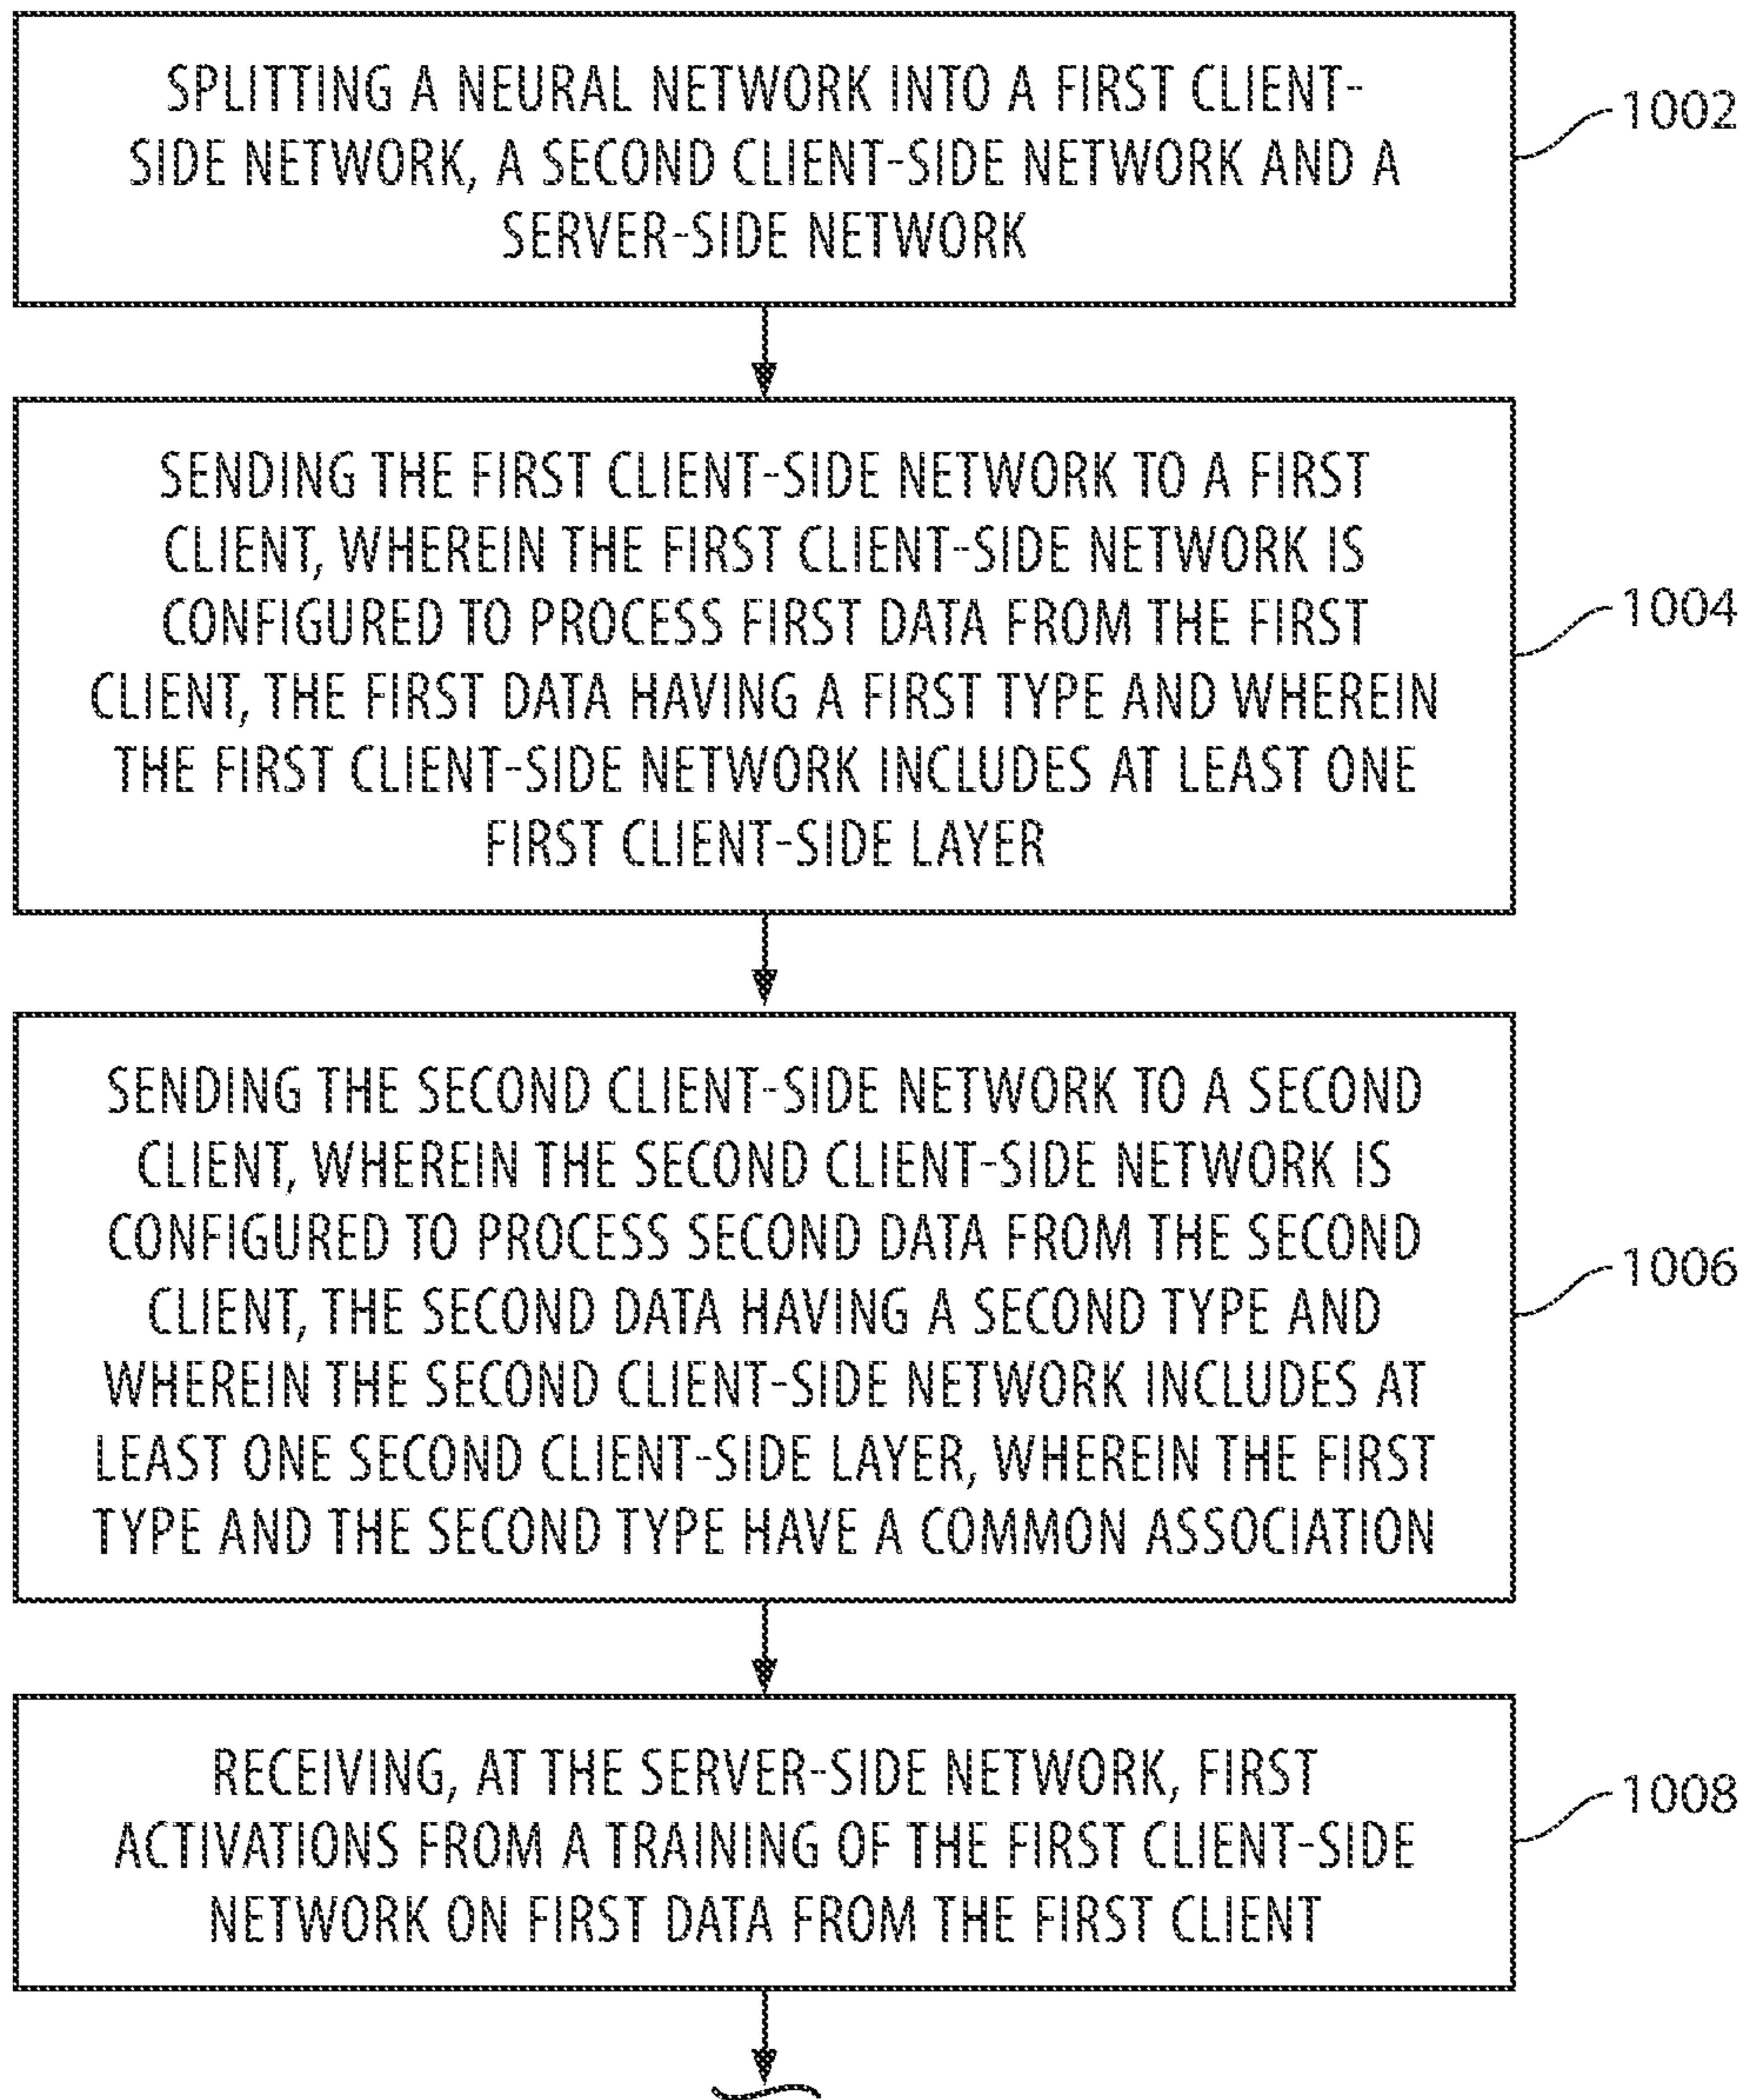 SPLITTING A NEURAL NETWORK INTO A FIRST CLIENT-
SIDE NETWORK, A SECOND CLIENT-SIDE NETWORK AND A
SERVER-SIDE NETWORK
1002
SENDING THE FIRST CLIENT-SIDE NETWORK TO A FIRST
CLIENT, WHEREIN THE FIRST CLIENT-SIDE NETWORK IS
CONFIGURED TO PROCESS FIRST DATA FROM THE FIRST
CLIENT, THE FIRST DATA HAVING A FIRST TYPE AND WHEREIN
THE FIRST CLIENT-SIDE NETWORK INCLUDES AT LEAST ONE
FIRST CLIENT-SIDE LAYER
1004
SENDING THE SECOND CLIENT-SIDE NETWORK TO A SECOND
CLIENT, WHEREIN THE SECOND CLIENT-SIDE NETWORK IS
CONFIGURED TO PROCESS SECOND DATA FROM THE SECOND
CLIENT, THE SECOND DATA HAVING A SECOND TYPE AND
WHEREIN THE SECOND CLIENT-SIDE NETWORK INCLUDES AT
LEAST ONE SECOND CLIENT-SIDE LAYER, WHEREIN THE FIRST
TYPE AND THE SECOND TYPE HAVE A COMMON ASSOCIATION
1006
RECEIVING, AT THE SERVER-SIDE NETWORK, FIRST
ACTIVATIONS FROM A TRAINING OF THE FIRST CLIENT-SIDE
NETWORK ON FIRST DATA FROM THE FIRST CLIENT
1008